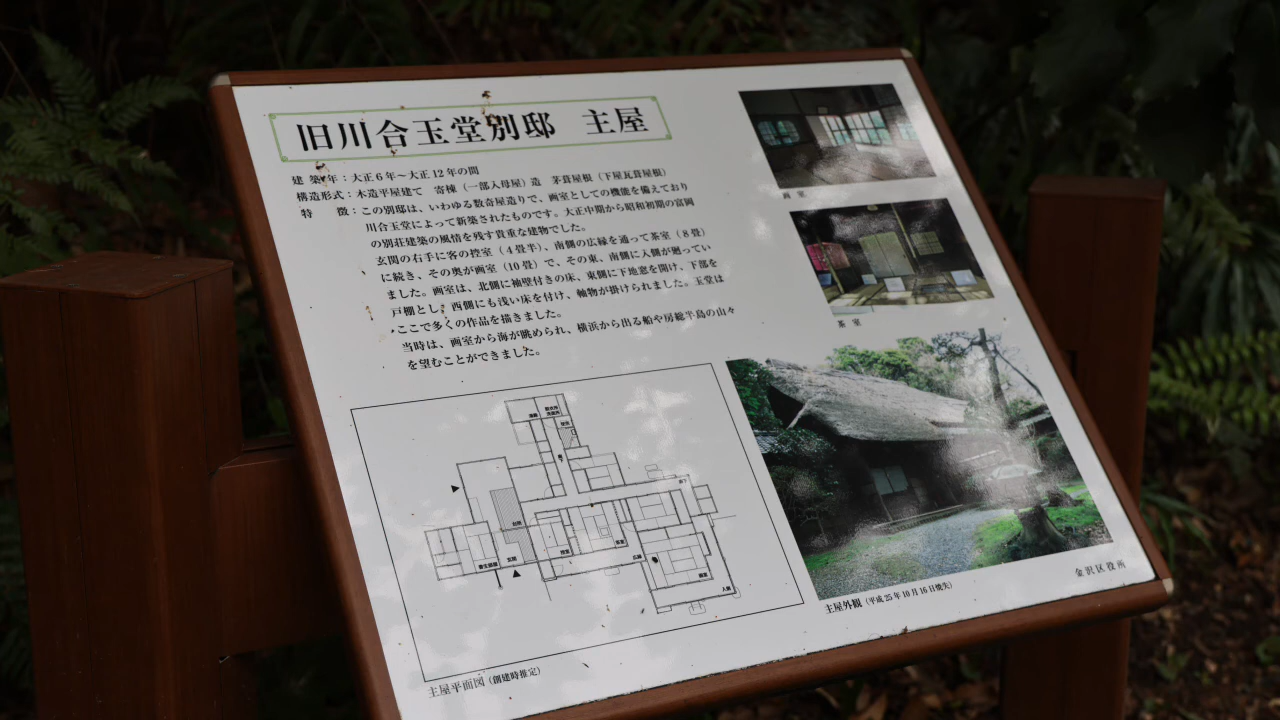 旧川合玉堂別邸 主屋
建築年：大正6年～大正12年の間
構造形式：木造平屋建て 寄棟（一部入母屋）造 茅葺屋根（下屋瓦葺屋根）
特 徴：この別邸は、いわゆる数奇屋造りで、画室としての機能を備えており
川合玉堂によって新築されたものです。大正中期から昭和初期の富岡
の別荘建築の風情を残す貴重な建物でした。
玄関の右手に客の控室（4畳半）、南側の広縁を通って茶室（8畳）
に続き、その奥が画室（10畳）で、その東、南側に入側が廻ってい
ました。画室は、北側に袖壁付きの床、東側に下地窓を開け、下部を
戸棚とし、西側にも浅い床を付け、軸物が掛けられました。玉堂は
ここで多くの作品を描きました。
当時は、画室から海が眺められ、横浜から出る船や房総半島の山々
を望むことができました。
画 室
茶 室
主屋外観（平成25年10月16日焼失）
金沢区役所
台所
玄関
控室
茶室
広縁
画室
入側
廊下
主屋平面図（創建時推定）